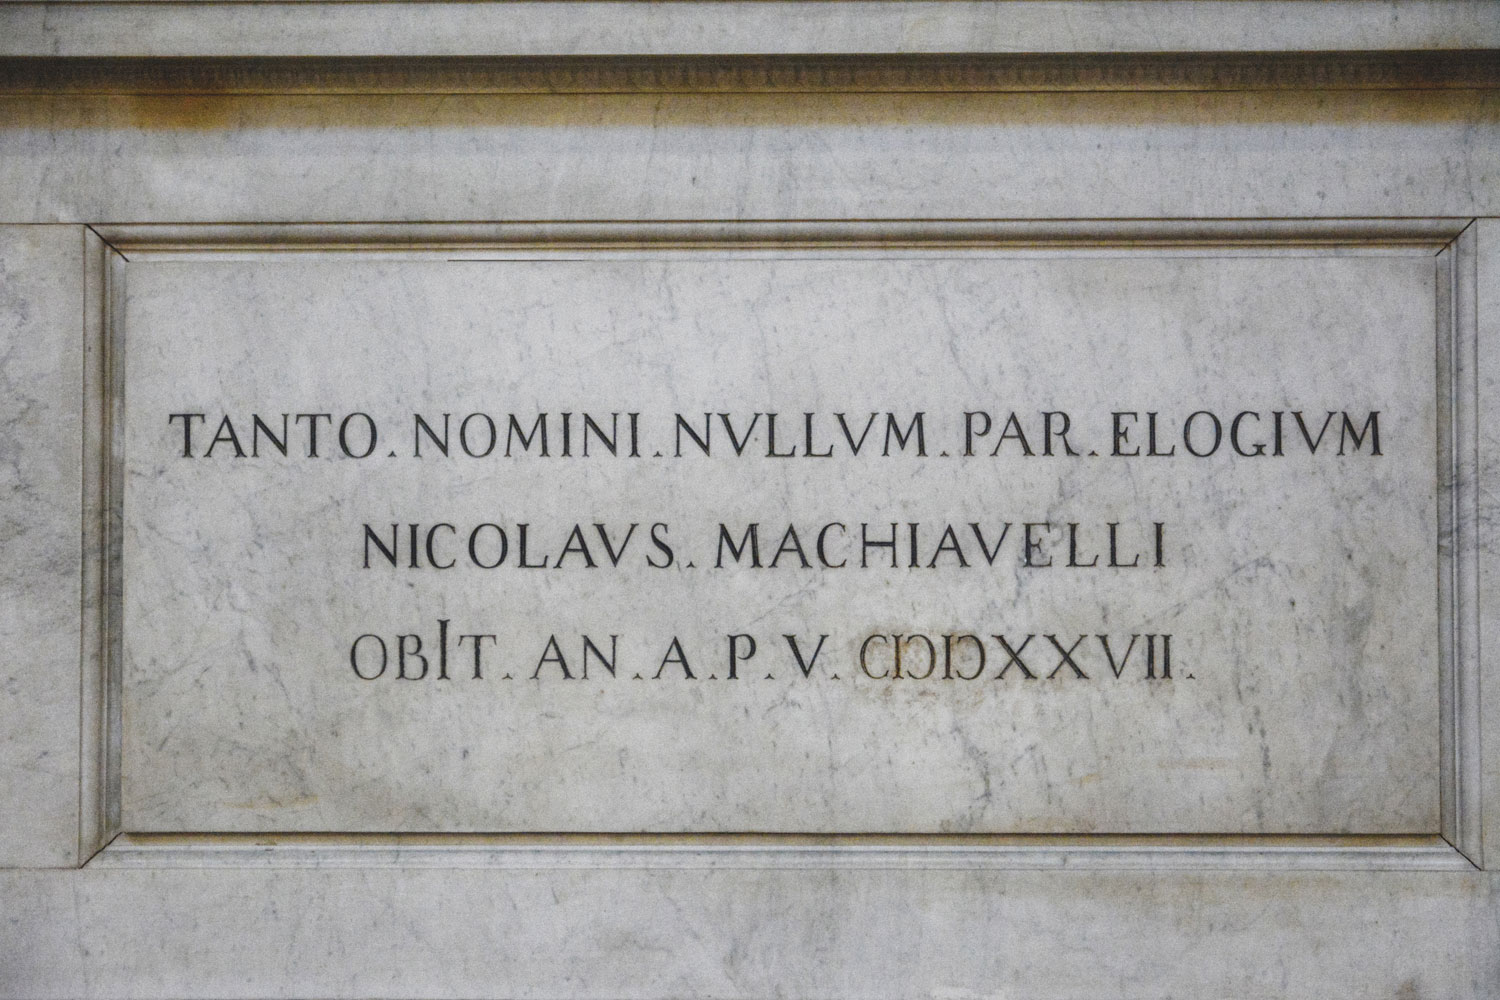 TANTO.NOMINI.NVLLVM.PAR.ELOGIVM
NICOLAVS.MACHIAVELLI
OBIT.AN.A.P.V.CIƆIƆXXVII.